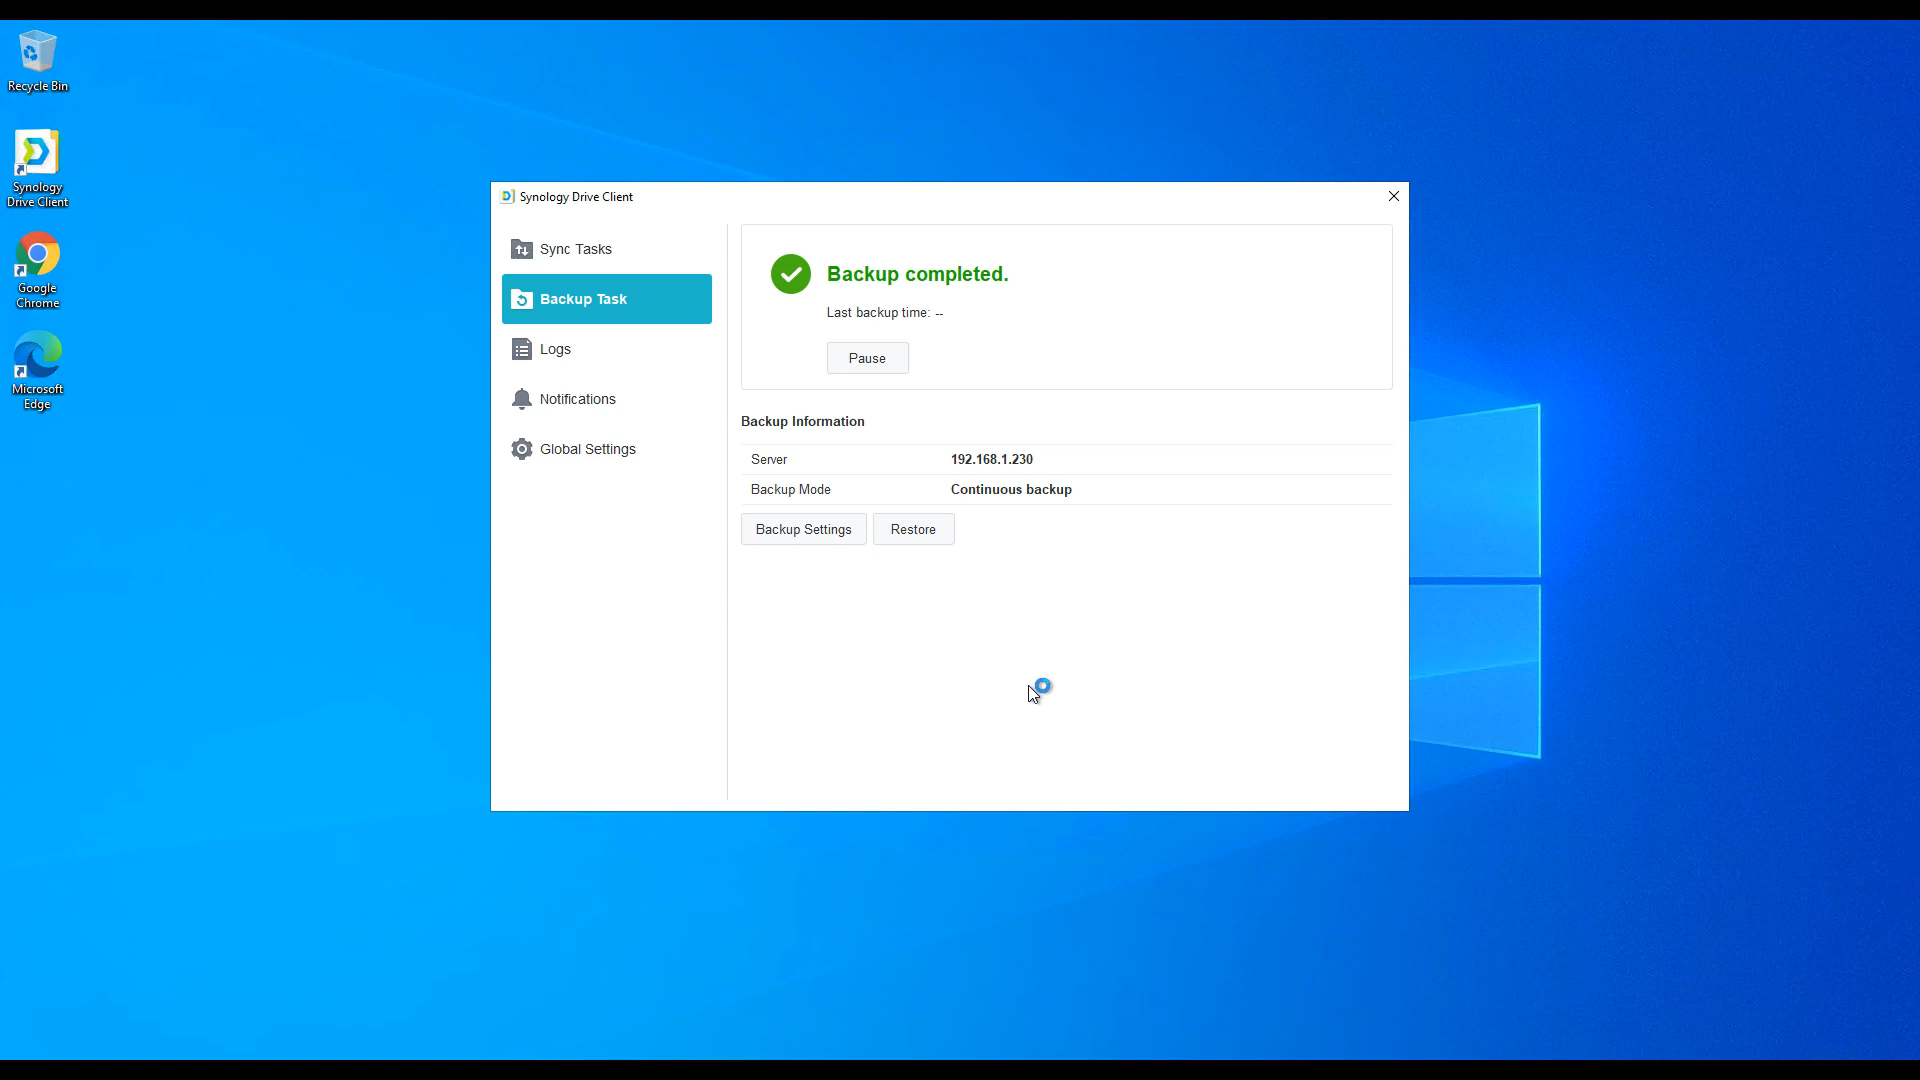 Recycle Bin
Synology
Drive Client
Google
Chrome
Microsoft
Edge
Synology Drive Client
Sync Tasks
Backup Task
Logs
Notifications
Global Settings
Backup completed.
Last backup time: --
Pause
Backup Information
Server 192.168.1.230
Backup Mode Continuous backup
Backup Settings Restore